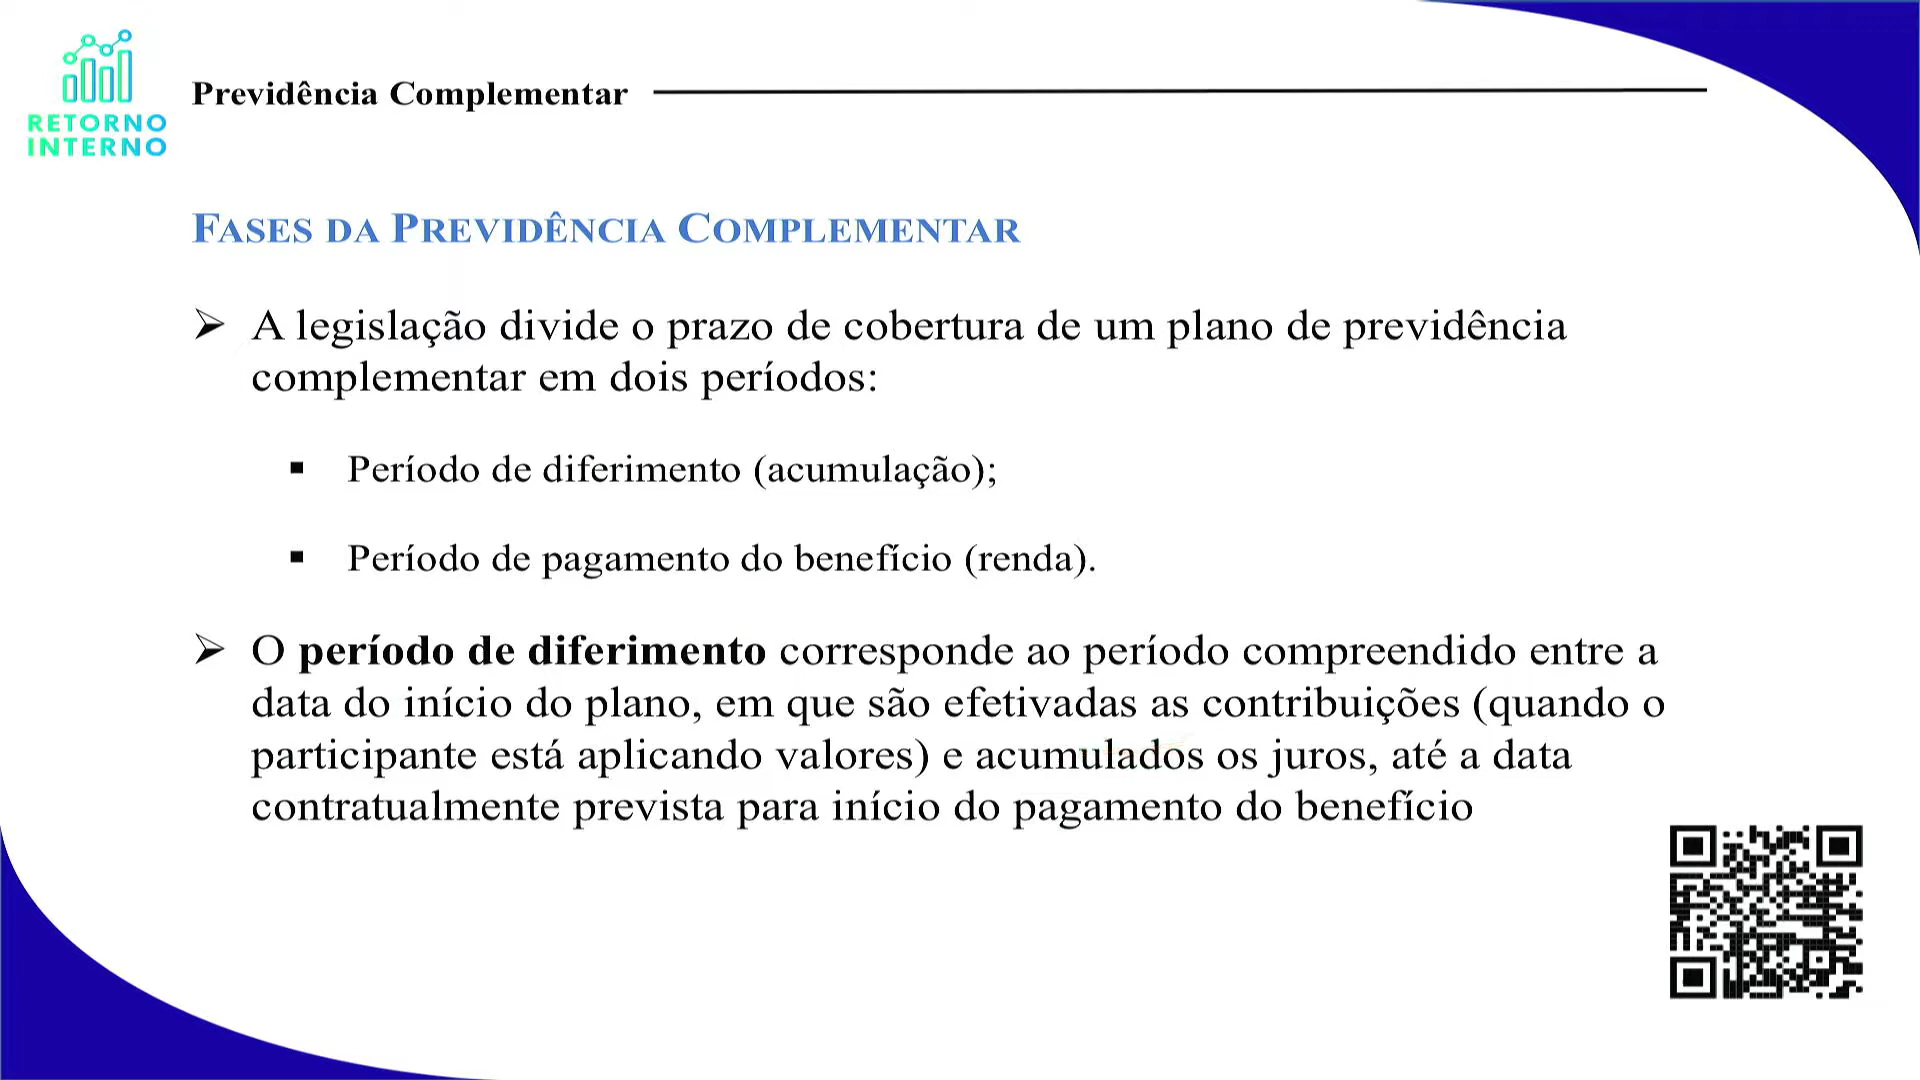 RETORNO
INTERNO
Previdência Complementar
FASES DA PREVIDÊNCIA COMPLEMENTAR
➢ A legislação divide o prazo de cobertura de um plano de previdência
complementar em dois períodos:
▪ Período de diferimento (acumulação);
▪ Período de pagamento do benefício (renda).
➢ O período de diferimento corresponde ao período compreendido entre a
data do início do plano, em que são efetivadas as contribuições (quando o
participante está aplicando valores) e acumulados os juros, até a data
contratualmente prevista para início do pagamento do benefício